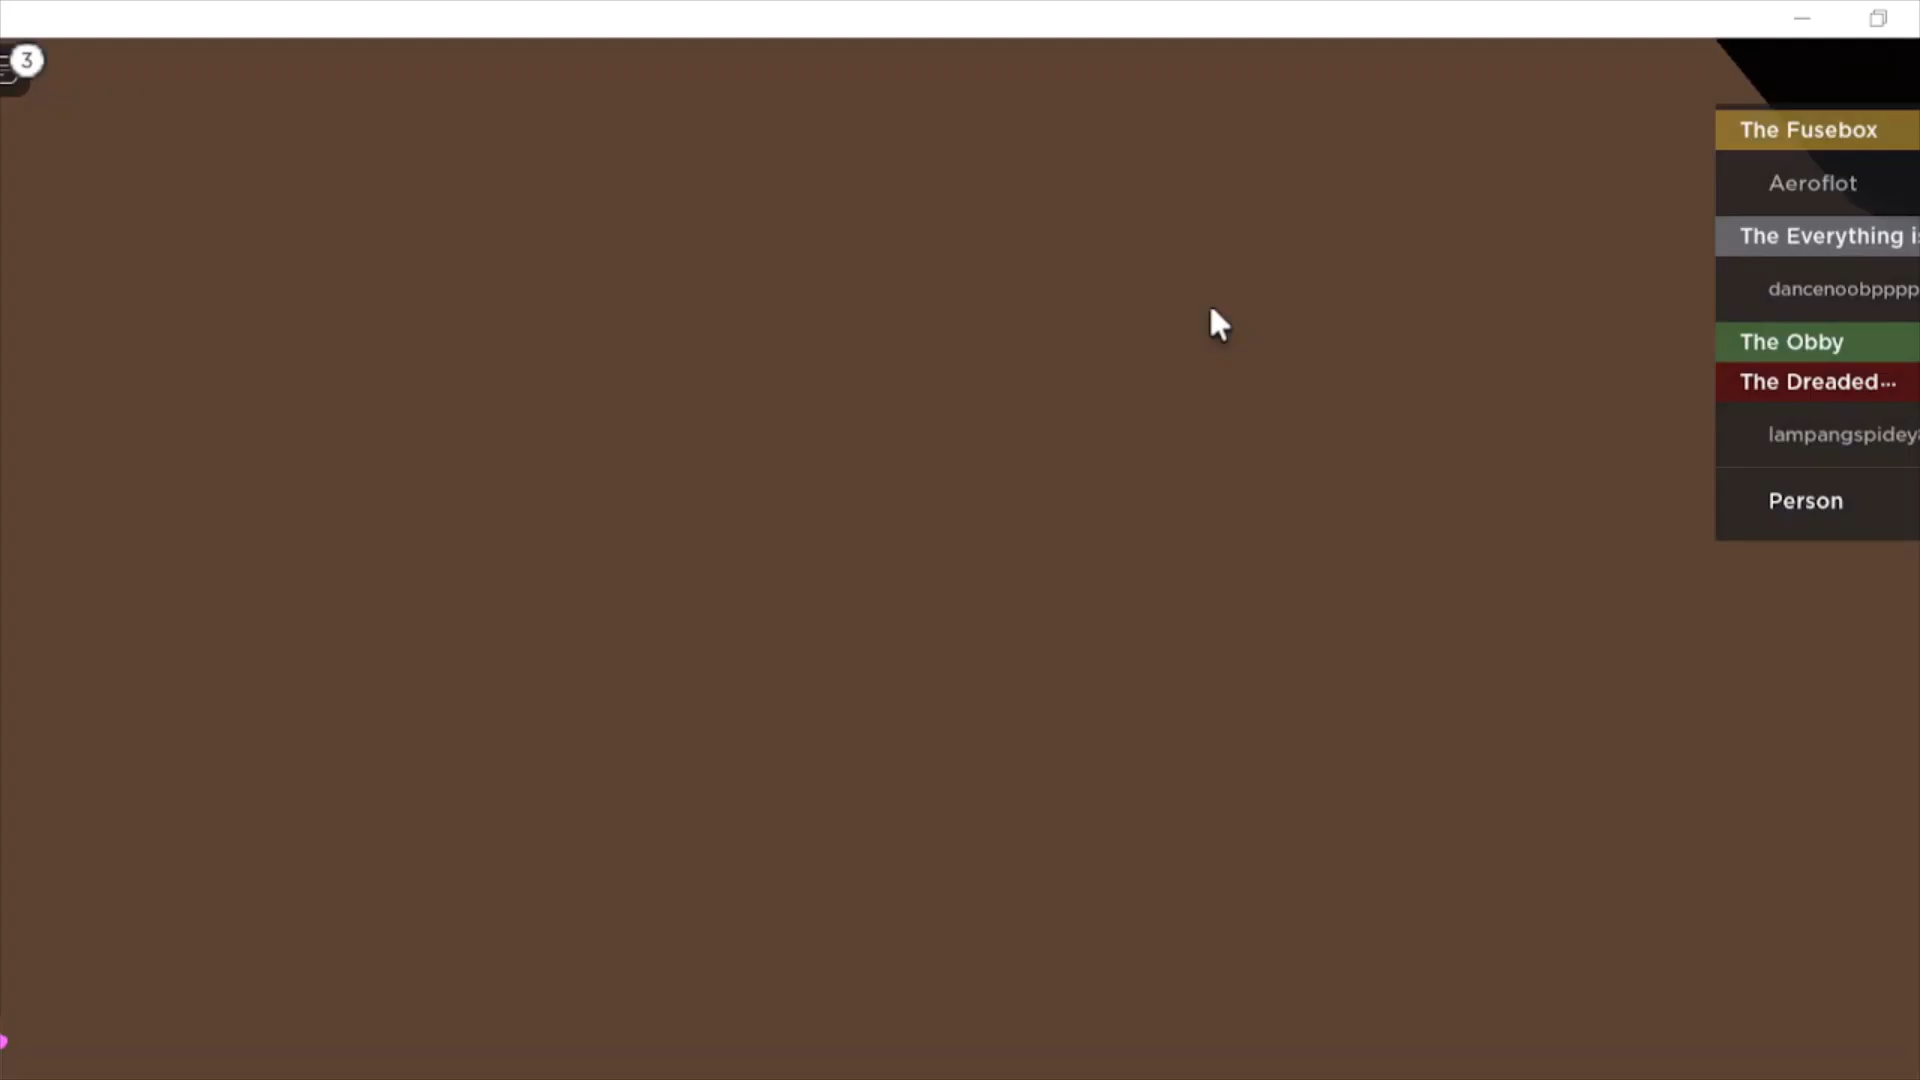 3
The Fusebox
Aeroflot
The Everything i
dancenoobpppp
The Obby
The Dreaded...
lampangspidey
Person